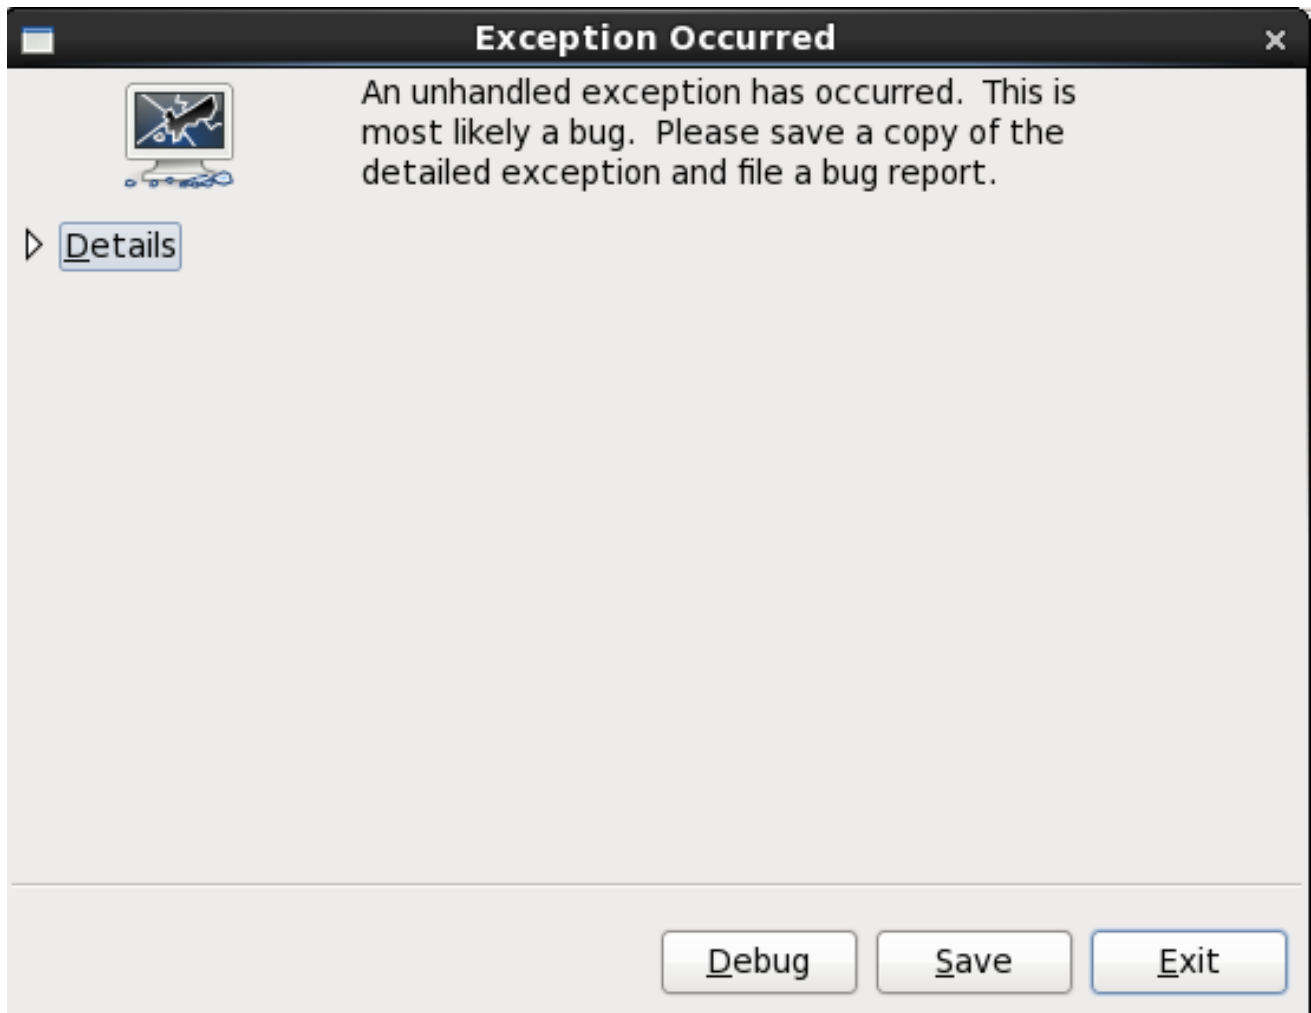 Exception Occurred
An unhandled exception has occurred.  This is
most likely a bug.  Please save a copy of the
detailed exception and file a bug report.
Details
Debug
Save
Exit